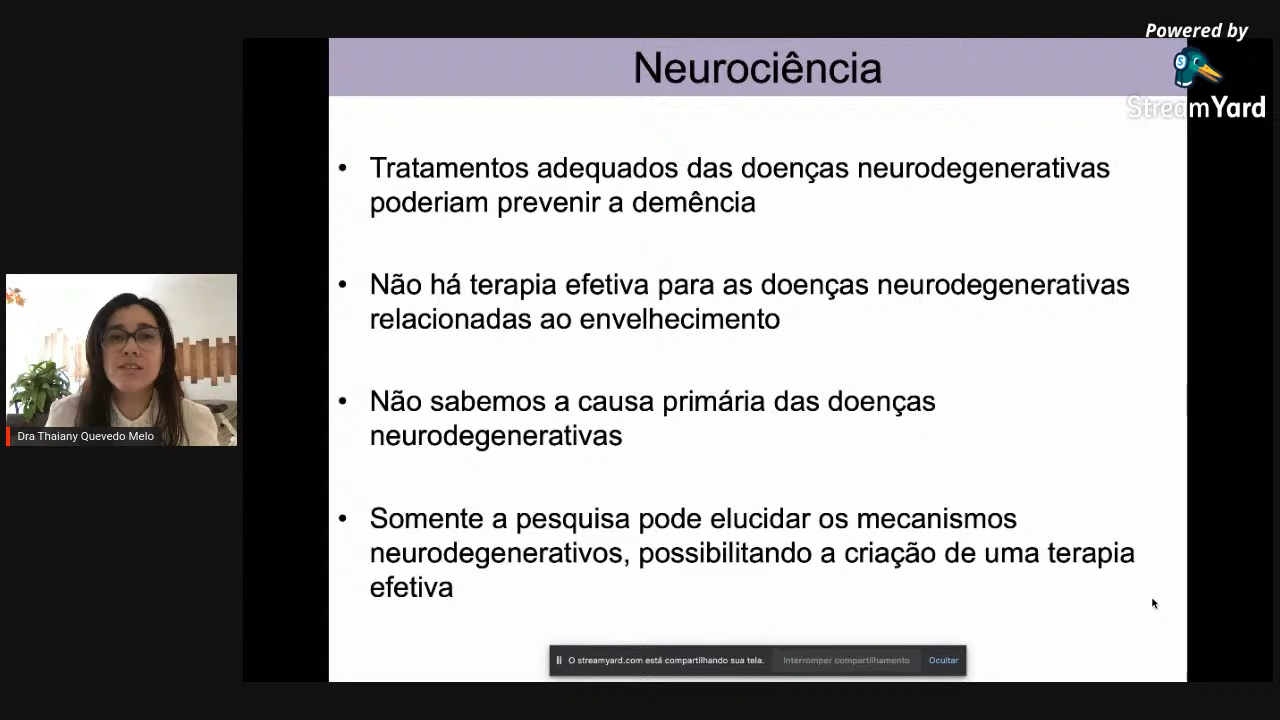 Powered by
StreamYard
Neurociência
• Tratamentos adequados das doenças neurodegenerativas
poderiam prevenir a demência
• Não há terapia efetiva para as doenças neurodegenerativas
relacionadas ao envelhecimento
• Não sabemos a causa primária das doenças
neurodegenerativas
• Somente a pesquisa pode elucidar os mecanismos
neurodegenerativos, possibilitando a criação de uma terapia
efetiva
Dra Thaiany Quevedo Melo
O streamyard.com está compartilhando sua tela. Interromper compartilhamento Ocultar